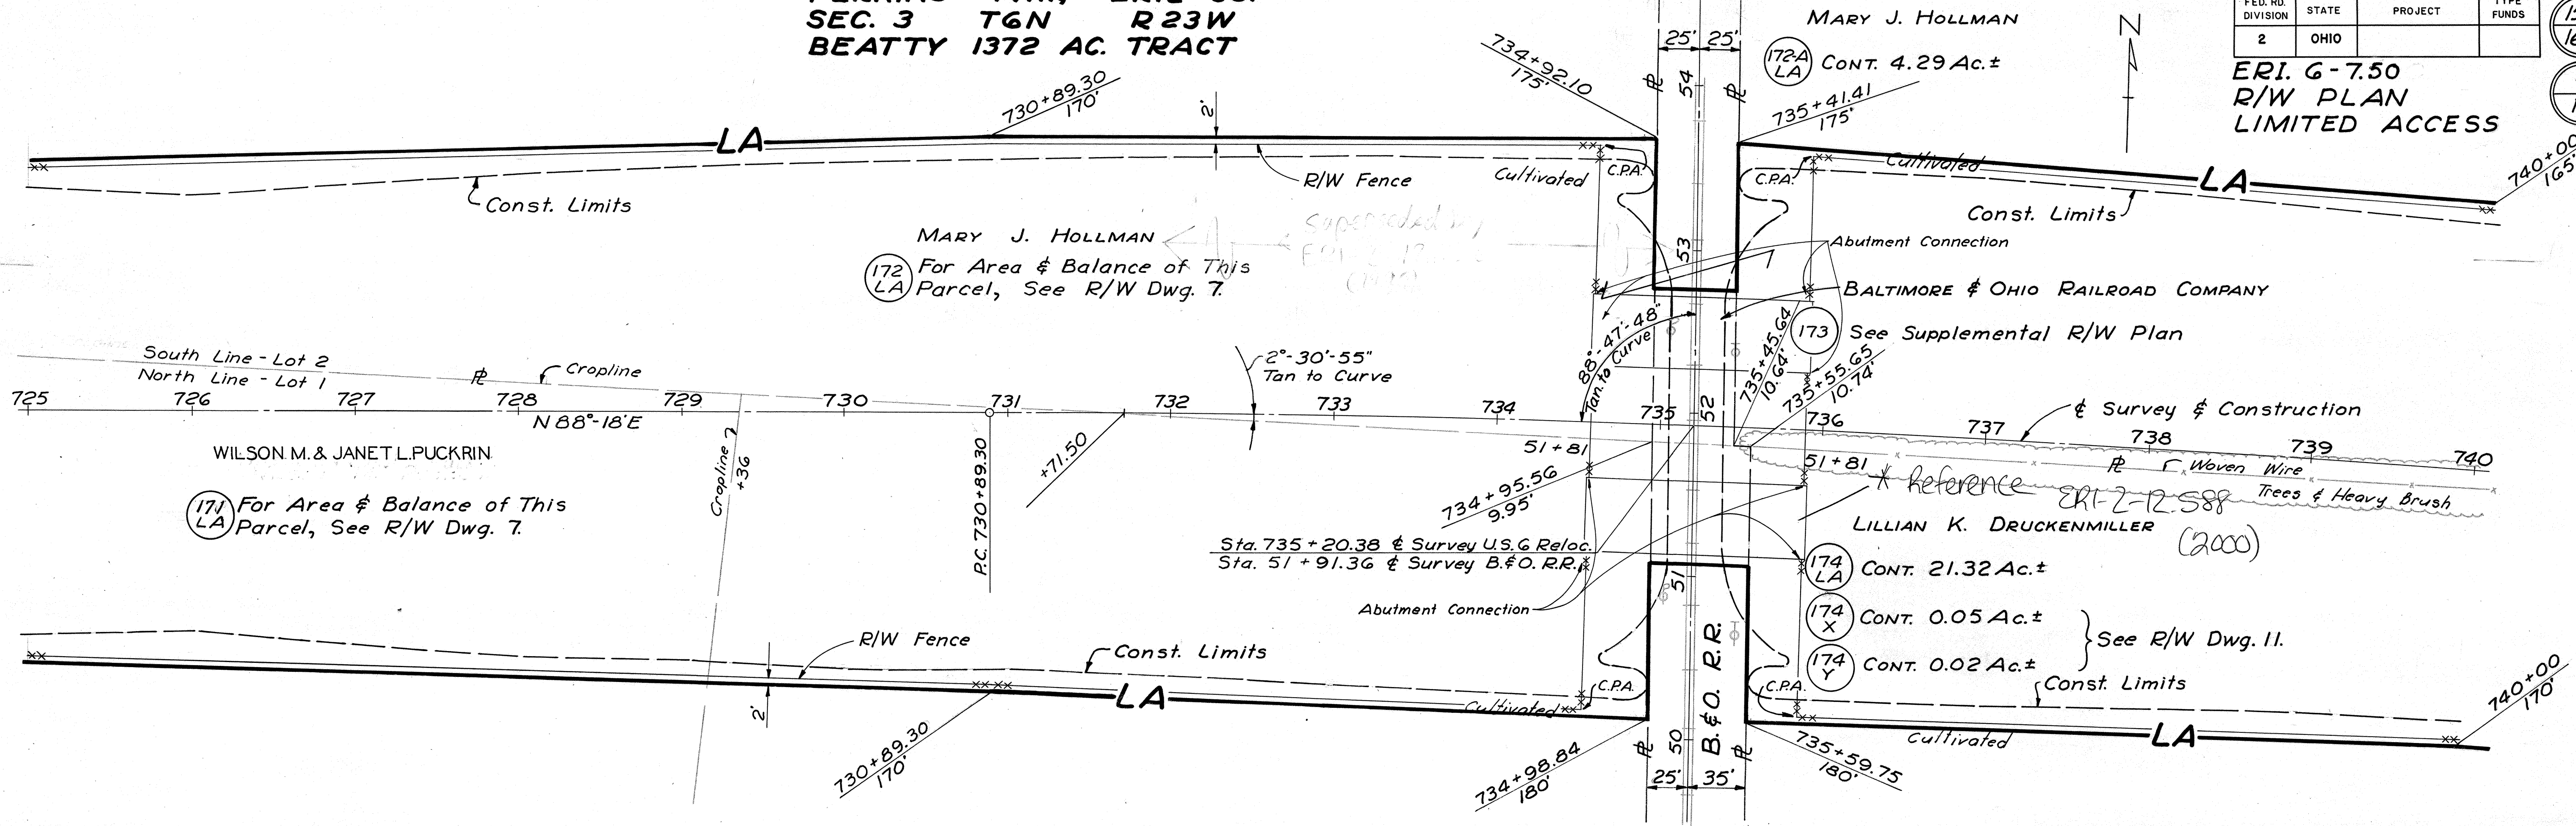 SEC. 3 T6N R23W
BEATTY 1372 AC. TRACT
MARY J. HOLLMAN
172-A LA CONT. 4.29 AC.±
N
FED. RD. DIVISION STATE PROJECT TYPE FUNDS
2 OHIO
ERI. 6-7.50
R/W PLAN
LIMITED ACCESS
25' 25'
54
734+92.10
175'
735+41.41
175'
730+89.30
170'
2'
LA
LA
740+00
165'
Const. Limits
R/W Fence
Cultivated
C.P.A.
C.P.A.
Cultivated
Const. Limits
MARY J. HOLLMAN
172 LA For Area & Balance of This
Parcel, See R/W Dwg. 7.
Superseded by
53
Abutment Connection
BALTIMORE & OHIO RAILROAD COMPANY
173 See Supplemental R/W Plan
88°-47'-48"
Tan. to Curve
735+45.64
10.64'
735+55.65
10.74'
South Line - Lot 2
North Line - Lot 1
PL
Cropline
2°-30'-55"
Tan to Curve
725 726 727 728 729 730 731 732 733 734 735 736 737 738 739 740
52
N 88°-18'E
℄ Survey & Construction
WILSON M. & JANET L. PUCKRIN
171 LA For Area & Balance of This
Parcel, See R/W Dwg. 7.
Cropline
+36
P.C. 730+89.30
+71.50
51+81
734+95.56
9.95'
51+81
PL Woven Wire
Trees & Heavy Brush
* Reference ERI-2-12.588
(2000)
LILLIAN K. DRUCKENMILLER
Sta. 735+20.38 ℄ Survey U.S. 6 Reloc.
Sta. 51+91.36 ℄ Survey B.&O. R.R.
174 LA CONT. 21.32 AC.±
174 X CONT. 0.05 AC.±
174 Y CONT. 0.02 AC.±
See R/W Dwg. 11.
51
Abutment Connection
R/W Fence
Const. Limits
2'
LA
Cultivated
C.P.A.
B.&O. R.R.
C.P.A.
Const. Limits
Cultivated
LA
740+00
170'
730+89.30
170'
50
PL
PL
734+98.84
180'
25' 35'
735+59.75
180'